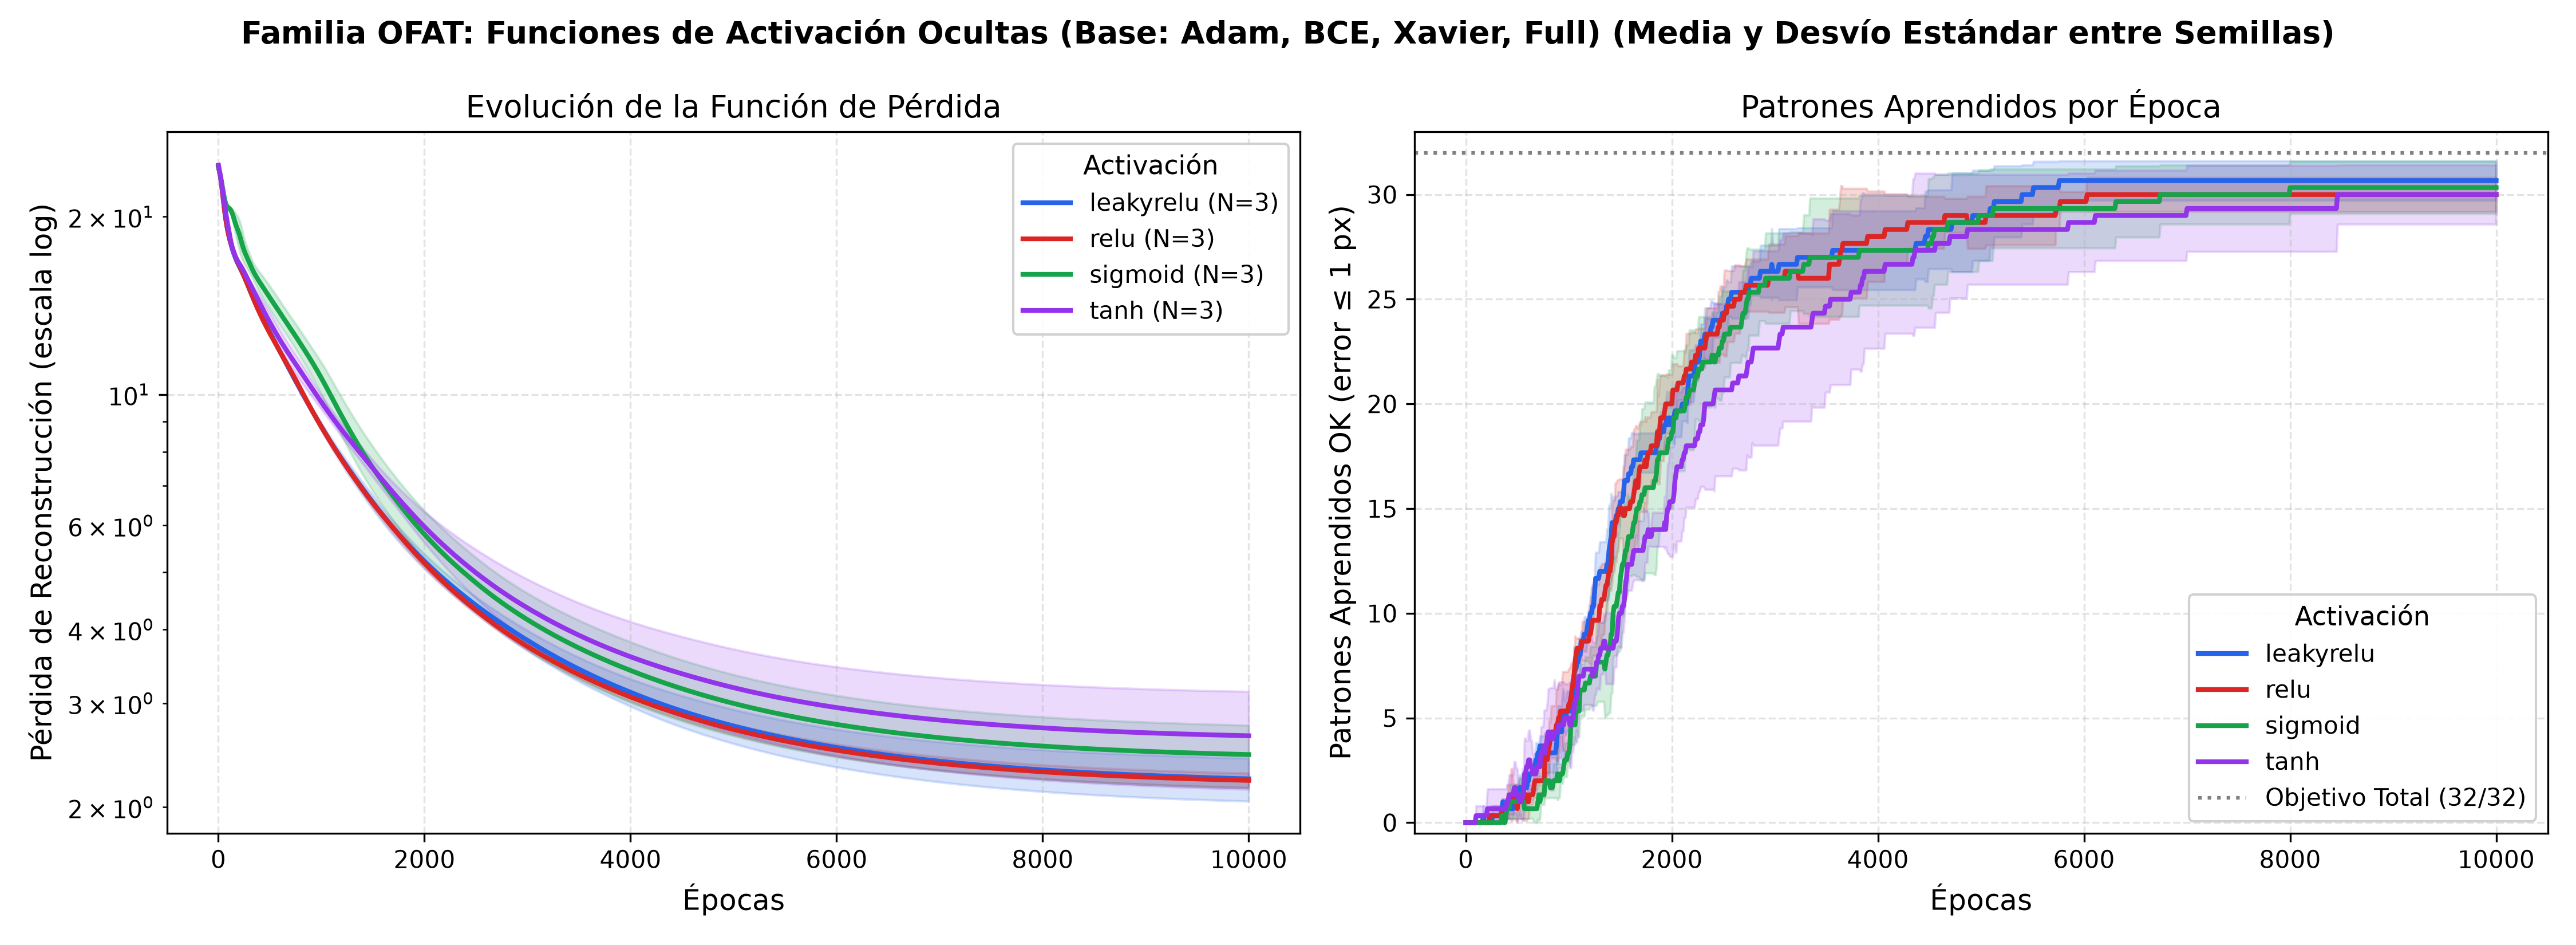 Familia OFAT: Funciones de Activación Ocultas (Base: Adam, BCE, Xavier, Full) (Media y Desvío Estándar entre Semillas)
Evolución de la Función de Pérdida
Pérdida de Reconstrucción (escala log)
2 × 10¹
10¹
6 × 10⁰
4 × 10⁰
3 × 10⁰
2 × 10⁰
0
2000
4000
6000
8000
10000
Épocas
Activación
leakyrelu (N=3)
relu (N=3)
sigmoid (N=3)
tanh (N=3)
Patrones Aprendidos por Época
Patrones Aprendidos OK (error ≤ 1 px)
30
25
20
15
10
5
0
0
2000
4000
6000
8000
10000
Épocas
Activación
leakyrelu
relu
sigmoid
tanh
Objetivo Total (32/32)